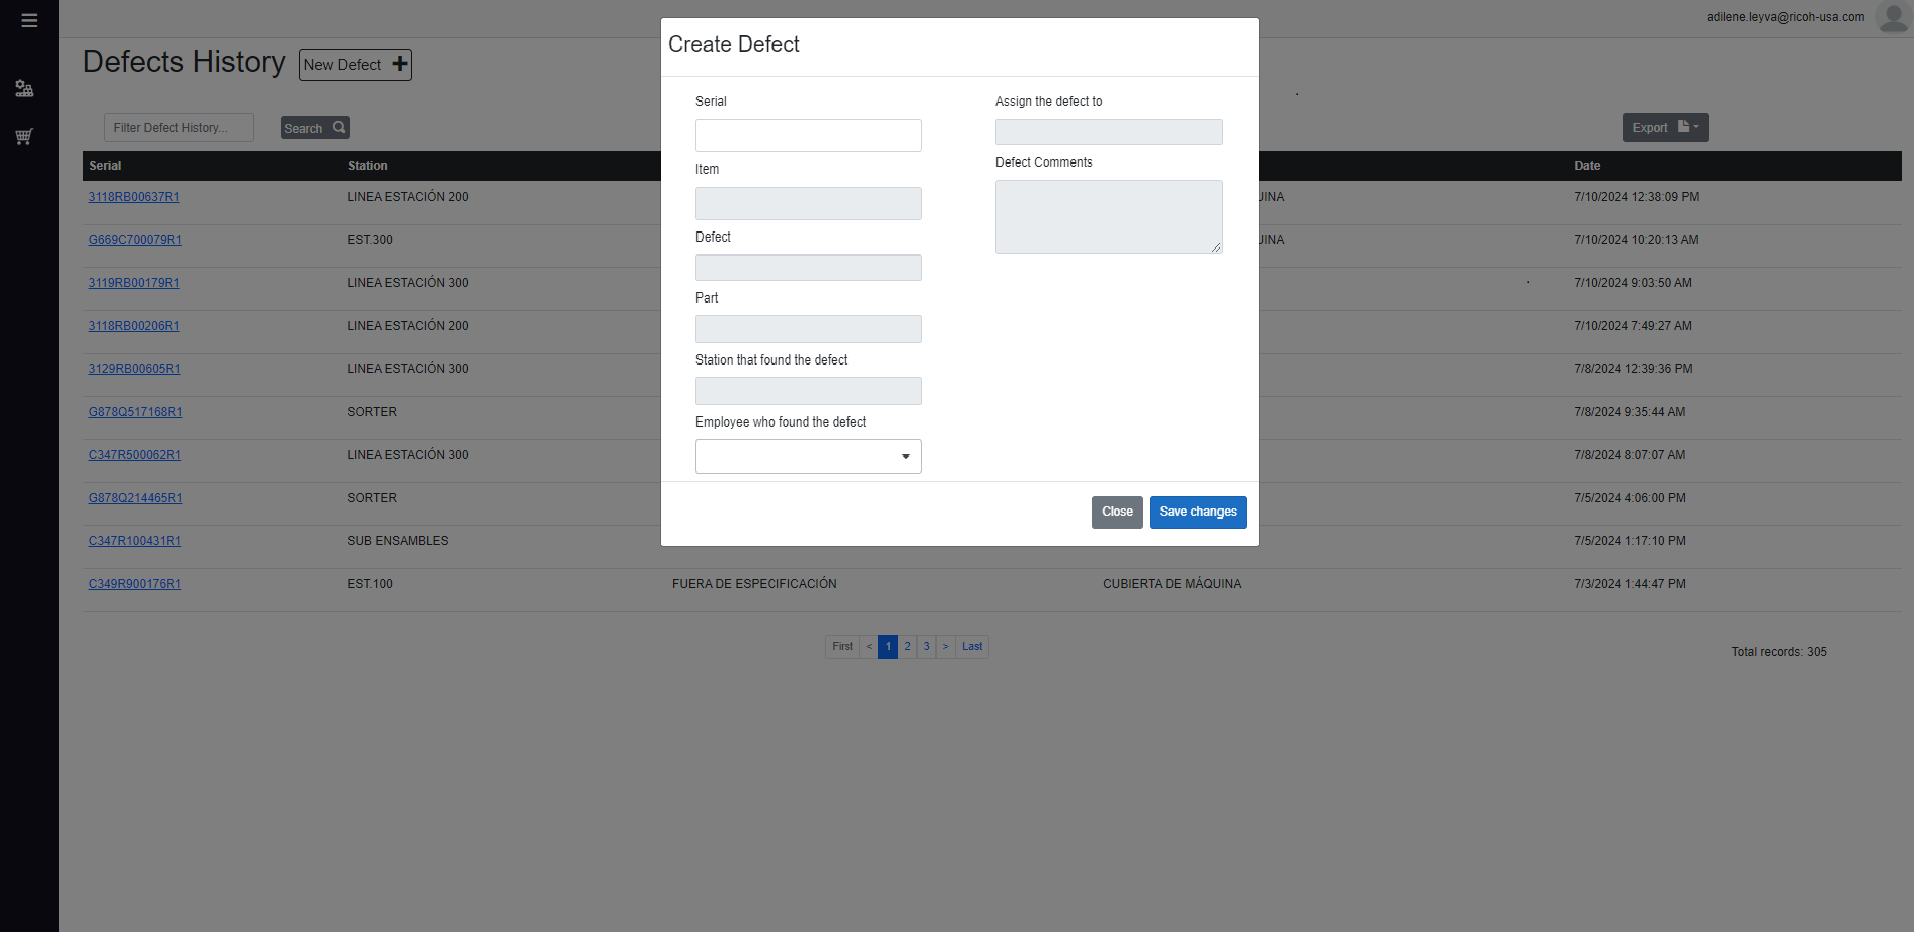 adilene.leyva@ricoh-usa.com
Defects History
New Defect
Filter Defect History...
Search
Export
Serial Station Date
3118RB00637R1 LINEA ESTACIÓN 200 7/10/2024 12:38:09 PM
G669C700079R1 EST.300 7/10/2024 10:20:13 AM
3119RB00179R1 LINEA ESTACIÓN 300 7/10/2024 9:03:50 AM
3118RB00206R1 LINEA ESTACIÓN 200 7/10/2024 7:49:27 AM
3129RB00605R1 LINEA ESTACIÓN 300 7/8/2024 12:39:36 PM
G878Q517168R1 SORTER 7/8/2024 9:35:44 AM
C347R500062R1 LINEA ESTACIÓN 300 7/8/2024 8:07:07 AM
G878Q214465R1 SORTER 7/5/2024 4:06:00 PM
C347R100431R1 SUB ENSAMBLES 7/5/2024 1:17:10 PM
C349R900176R1 EST.100 FUERA DE ESPECIFICACIÓN CUBIERTA DE MÁQUINA 7/3/2024 1:44:47 PM
First < 1 2 3 > Last
Total records: 305
Create Defect
Serial
Item
Defect
Part
Station that found the defect
Employee who found the defect
Assign the defect to
Defect Comments
Close
Save changes